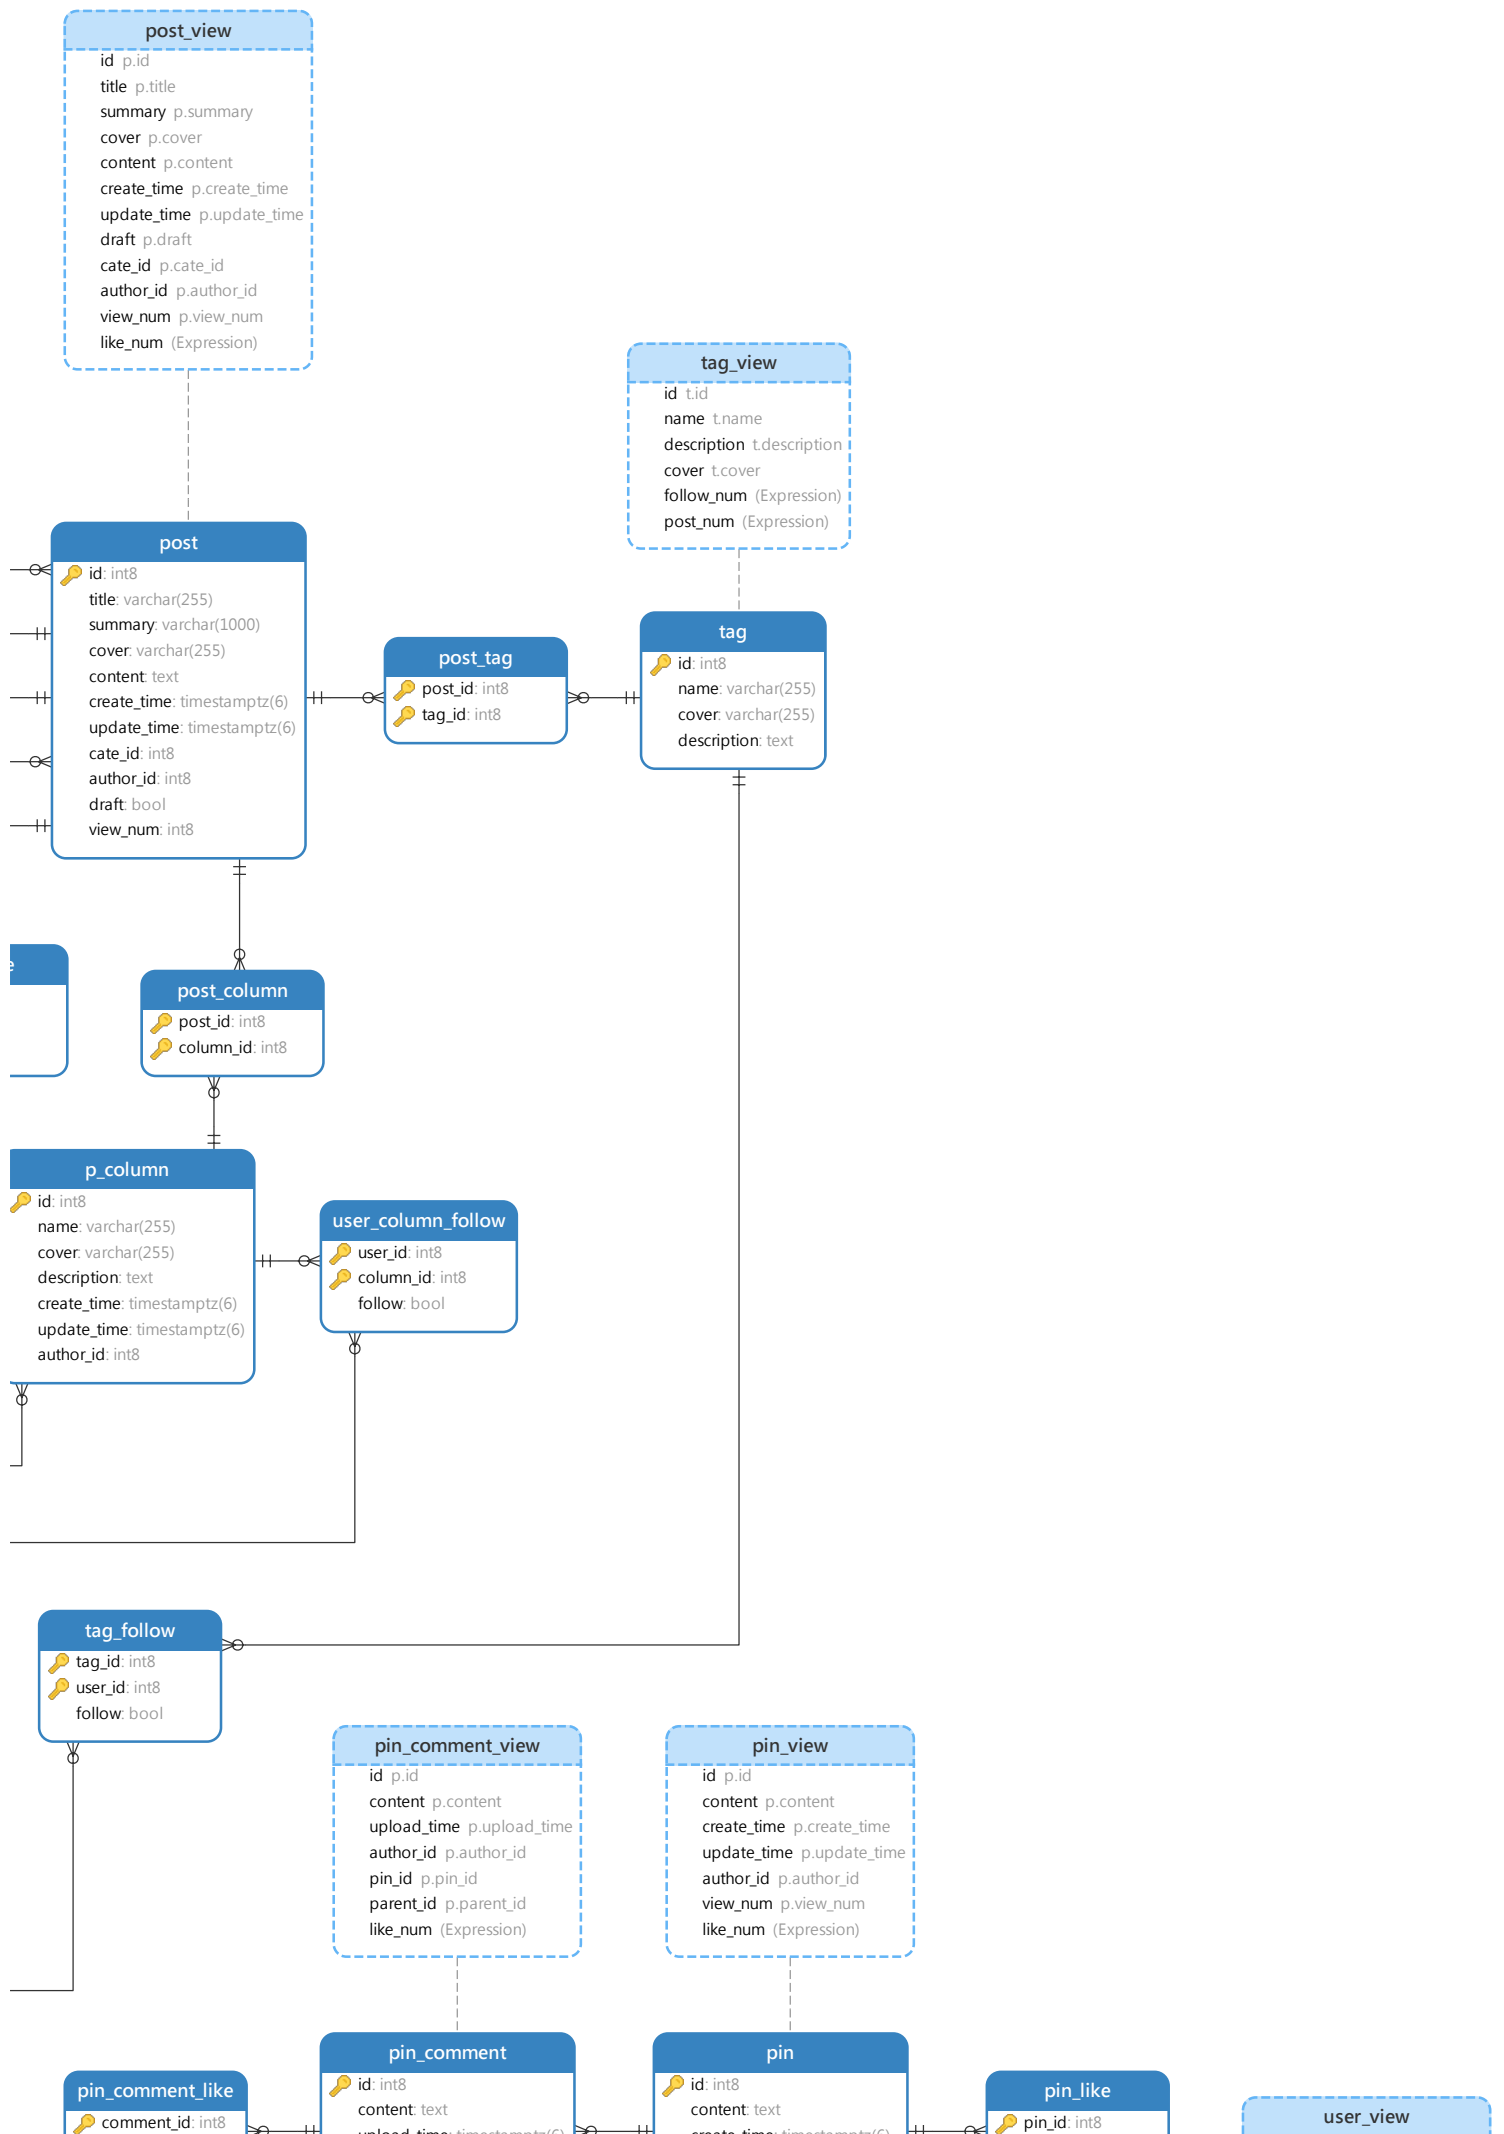 post_view
id p.id
title p.title
summary p.summary
cover p.cover
content p.content
create_time p.create_time
update_time p.update_time
draft p.draft
cate_id p.cate_id
author_id p.author_id
view_num p.view_num
like_num (Expression)
tag_view
id t.id
name t.name
description t.description
cover t.cover
follow_num (Expression)
post_num (Expression)
post
id: int8
title: varchar(255)
summary: varchar(1000)
cover: varchar(255)
content: text
create_time: timestamptz(6)
update_time: timestamptz(6)
cate_id: int8
author_id: int8
draft: bool
view_num: int8
post_tag
post_id: int8
tag_id: int8
tag
id: int8
name: varchar(255)
cover: varchar(255)
description: text
post_column
post_id: int8
column_id: int8
p_column
id: int8
name: varchar(255)
cover: varchar(255)
description: text
create_time: timestamptz(6)
update_time: timestamptz(6)
author_id: int8
user_column_follow
user_id: int8
column_id: int8
follow: bool
tag_follow
tag_id: int8
user_id: int8
follow: bool
pin_comment_view
id p.id
content p.content
upload_time p.upload_time
author_id p.author_id
pin_id p.pin_id
parent_id p.parent_id
like_num (Expression)
pin_view
id p.id
content p.content
create_time p.create_time
update_time p.update_time
author_id p.author_id
view_num p.view_num
like_num (Expression)
pin_comment_like
comment_id: int8
pin_comment
id: int8
content: text
upload_time: timestamptz(6)
pin
id: int8
content: text
create_time: timestamptz(6)
pin_like
pin_id: int8
user_view